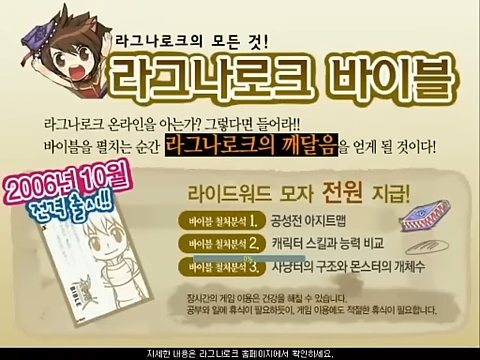 라그나로크의 모든 것!
라그나로크 바이블
라그나로크 온라인을 아는가? 그렇다면 들어라!!
바이블을 펼치는 순간 라그나로크의 깨달음을 얻게 될 것이다!
2006년 10월
전격 출시!!
라이드워드 모자 전원 지급!
바이블 철저분석 1. 공성전 아지트맵
바이블 철저분석 2. 캐릭터 스킬과 능력 비교
바이블 철저분석 3. 사냥터의 구조와 몬스터의 개체수
0%
BIBLE
장시간의 게임 이용은 건강을 해칠 수 있습니다.
공부와 일에 휴식이 필요하듯이, 게임 이용에도 적절한 휴식이 필요합니다.
자세한 내용은 라그나로크 홈페이지에서 확인하세요.